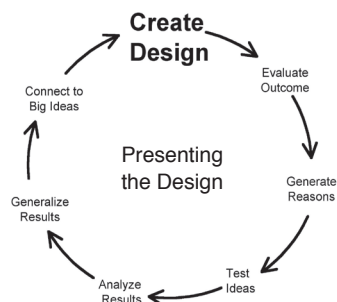 Create
Design
Evaluate
Outcome
Generate
Reasons
Test
Ideas
Analyze
Results
Generalize
Results
Connect to
Big Ideas
Presenting
the Design